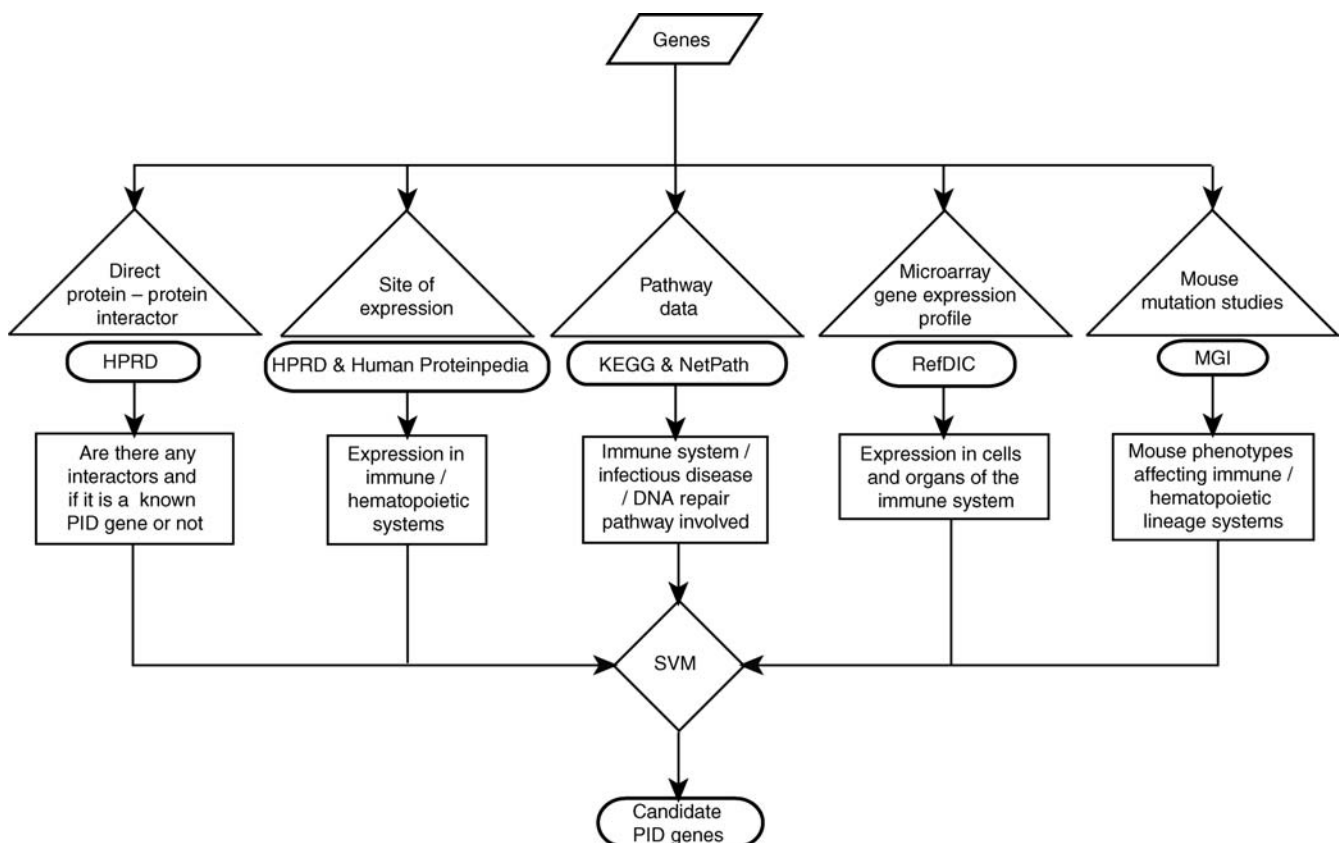 Genes
Direct
protein – protein
interactor
Site of
expression
Pathway
data
Microarray
gene expression
profile
Mouse
mutation studies
HPRD
HPRD & Human Proteinpedia
KEGG & NetPath
RefDIC
MGI
Are there any
interactors and
if it is a known
PID gene or not
Expression in
immune /
hematopoietic
systems
Immune system /
infectious disease
/ DNA repair
pathway involved
Expression in cells
and organs of the
immune system
Mouse phenotypes
affecting immune /
hematopoietic
lineage systems
SVM
Candidate
PID genes